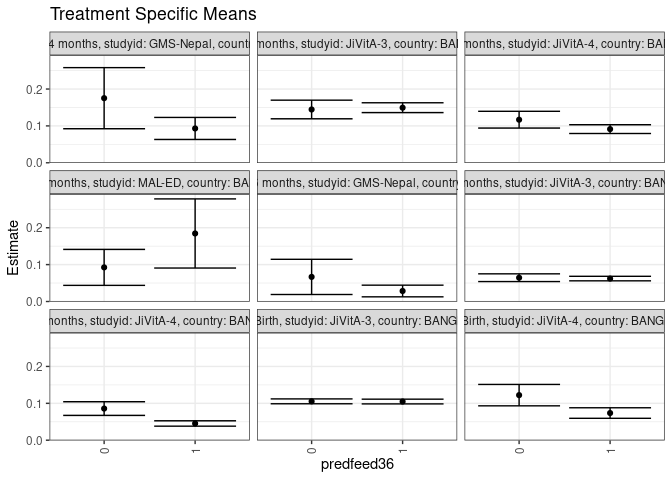 Treatment Specific Means
4 months, studyid: GMS-Nepal, count
months, studyid: JiVitA-3, country: BA
months, studyid: JiVitA-4, country: BA
0.2
0.1
0.0
months, studyid: MAL-ED, country: BA
months, studyid: GMS-Nepal, country
months, studyid: JiVitA-3, country: BAN
0.2
0.1
0.0
Estimate
months, studyid: JiVitA-4, country: BAN
Birth, studyid: JiVitA-3, country: BANG
Birth, studyid: JiVitA-4, country: BANG
0.2
0.1
0.0
0
1
0
1
0
1
predfeed36